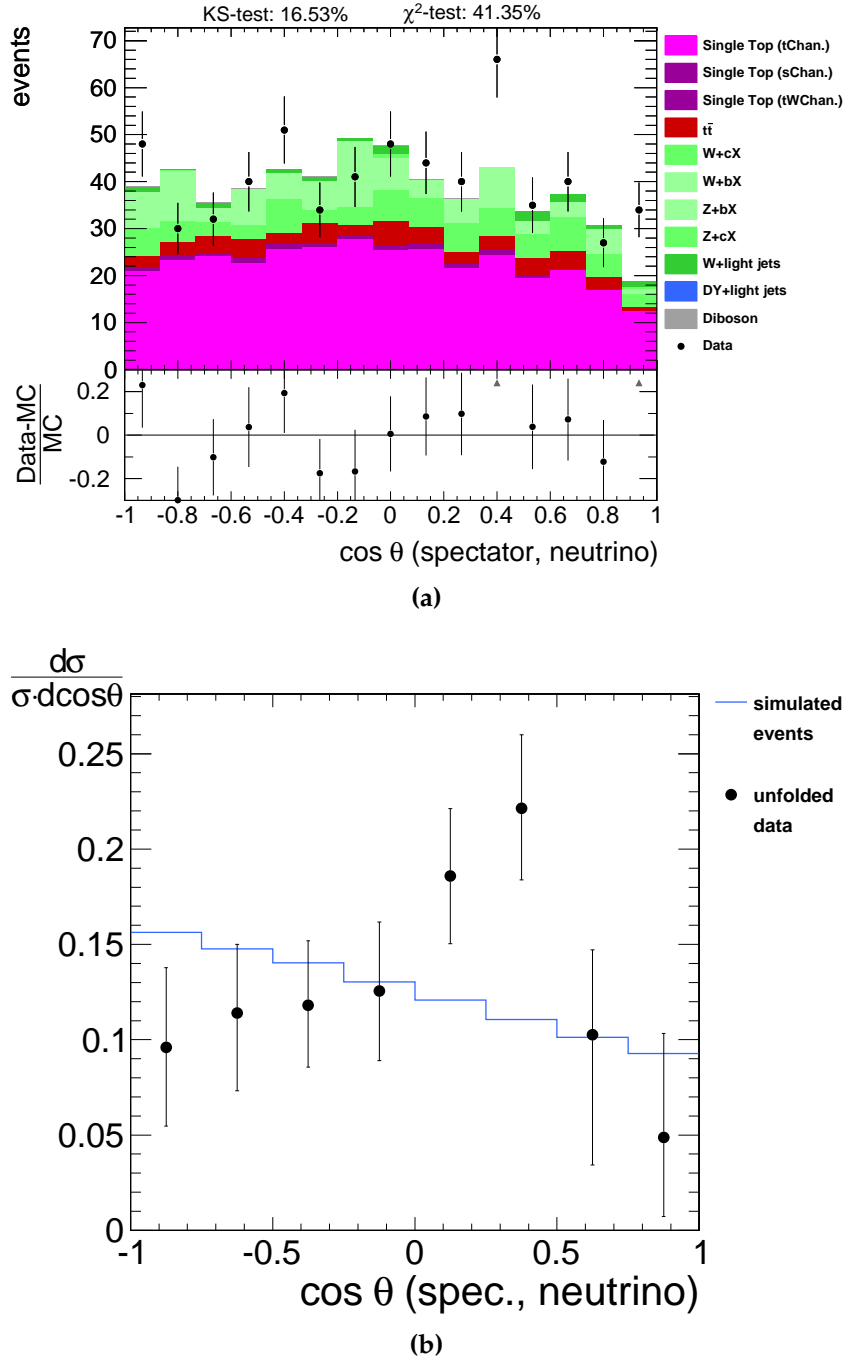 KS-test: 16.53% χ²-test: 41.35%
events
70
60
50
40
30
20
10
0
Single Top (tChan.)
Single Top (sChan.)
Single Top (tWChan.)
tt̄
W+cX
W+bX
Z+bX
Z+cX
W+light jets
DY+light jets
Diboson
Data
Data-MC
MC
0.2
0
-0.2
-1 -0.8 -0.6 -0.4 -0.2 0 0.2 0.4 0.6 0.8 1
cos θ (spectator, neutrino)
(a)
dσ
σ·dcosθ
0.25
0.2
0.15
0.1
0.05
0
simulated
events
unfolded
data
-1 -0.5 0 0.5 1
cos θ (spec., neutrino)
(b)